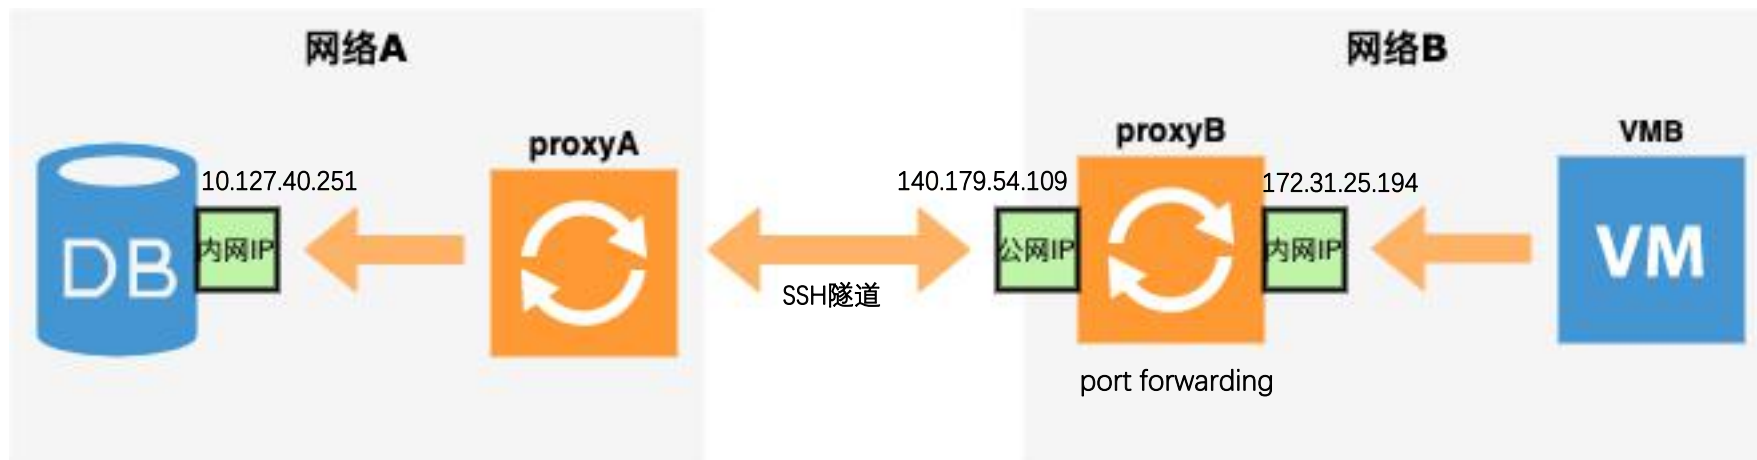 网络A
网络B
proxyA
proxyB
VMB
10.127.40.251
140.179.54.109
172.31.25.194
DB
内网IP
公网IP
内网IP
VM
SSH隧道
port forwarding